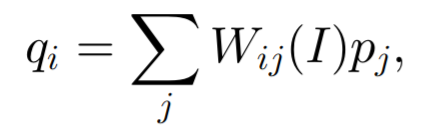 $q_i = \sum_j W_{ij}(I)p_j,$